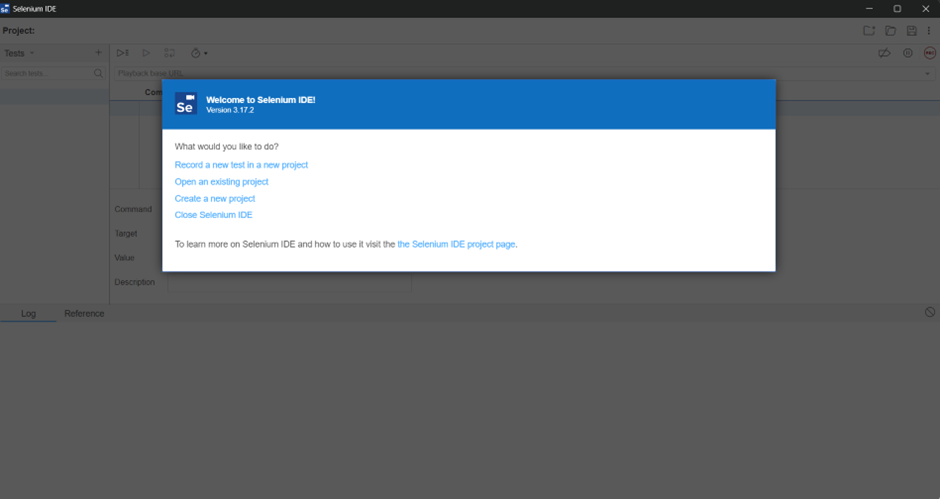 Selenium IDE
Project:
Tests
Search tests...
Playback base URL
Com
Se
Welcome to Selenium IDE!
Version 3.17.2
What would you like to do?
Record a new test in a new project
Open an existing project
Create a new project
Close Selenium IDE
To learn more on Selenium IDE and how to use it visit the the Selenium IDE project page.
Command
Target
Value
Description
Log
Reference